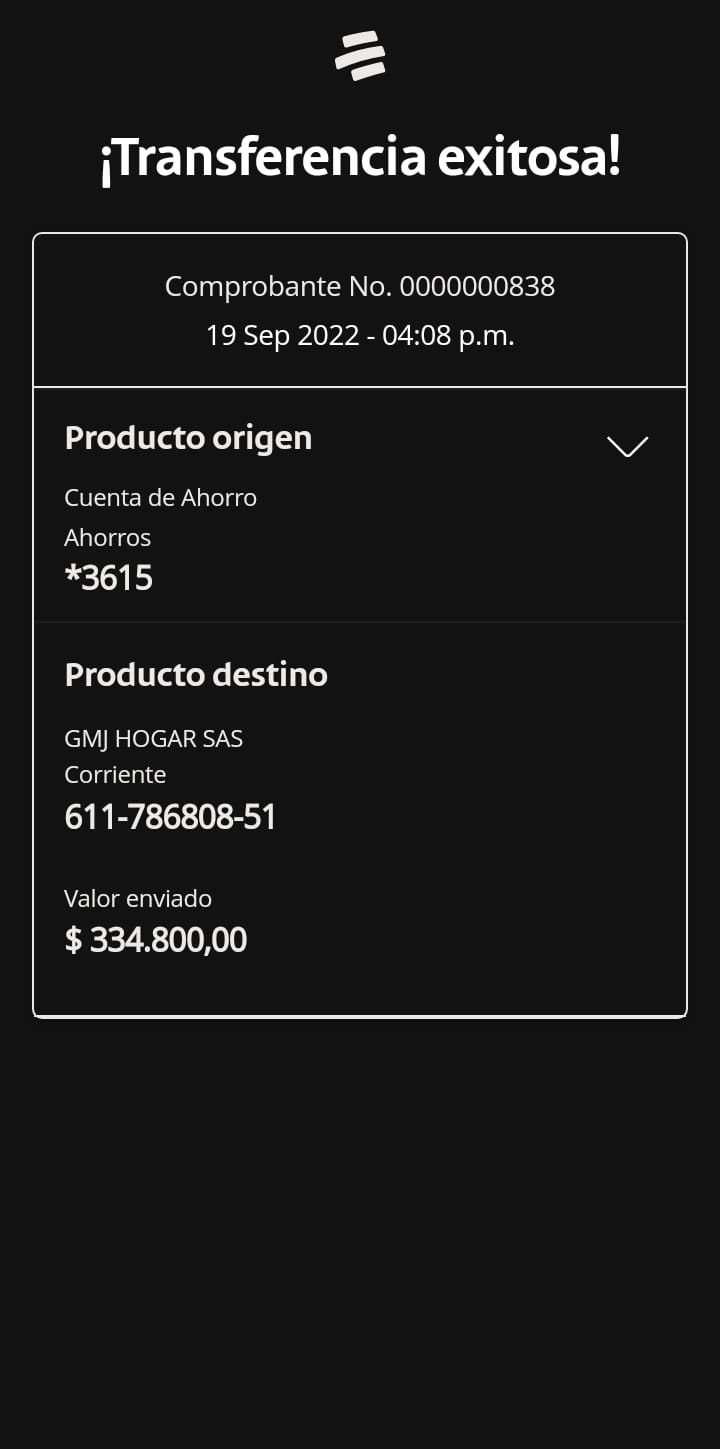 ¡Transferencia exitosa!
Comprobante No. 0000000838
19 Sep 2022 - 04:08 p.m.
Producto origen
Cuenta de Ahorro
Ahorros
*3615
Producto destino
GMJ HOGAR SAS
Corriente
611-786808-51
Valor enviado
$ 334.800,00